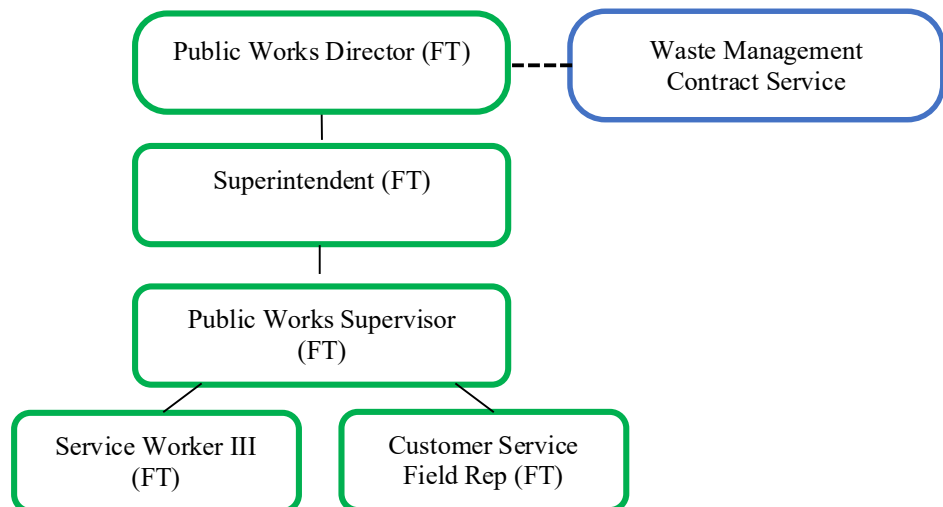 Public Works Director (FT)
Waste Management
Contract Service
Superintendent (FT)
Public Works Supervisor
(FT)
Service Worker III
(FT)
Customer Service
Field Rep (FT)